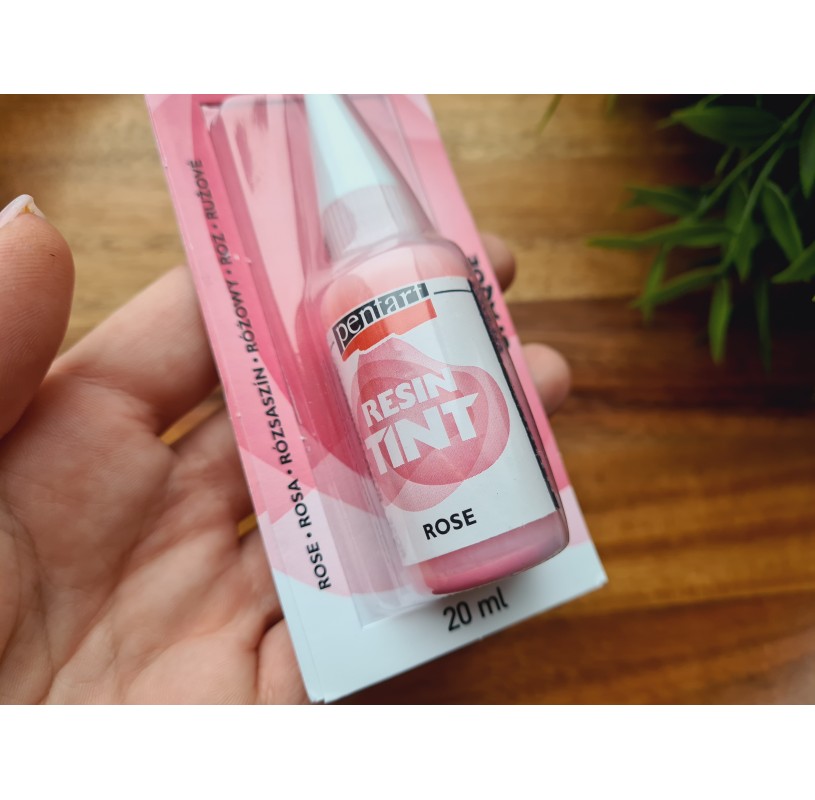 pentart
RESIN
TINT
ROSE
20 ml
ROSE • ROSA • RÓZSASZÍN • RÓŻOWY • ROZ • RUŽOVÉ